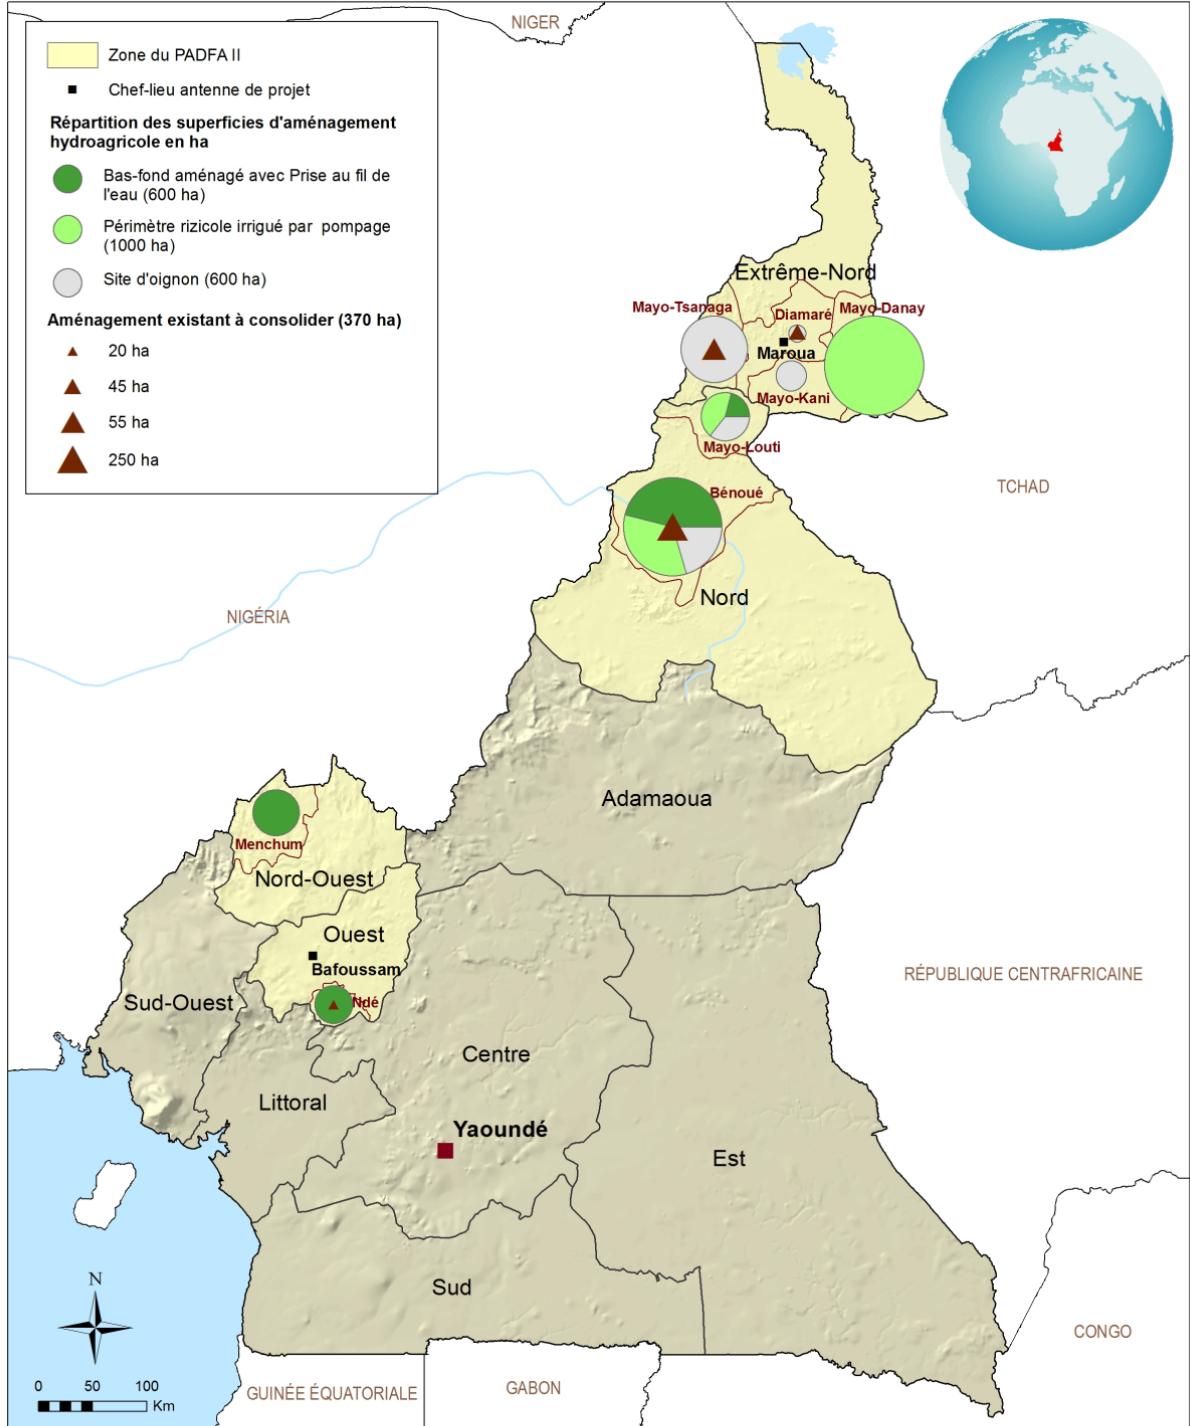 NIGER
Zone du PADFA II
Chef-lieu antenne de projet
Répartition des superficies d'aménagement
hydroagricole en ha
Bas-fond aménagé avec Prise au fil de
l'eau (600 ha)
Périmètre rizicole irrigué par pompage
(1000 ha)
Site d'oignon (600 ha)
Aménagement existant à consolider (370 ha)
20 ha
45 ha
55 ha
250 ha
Extrême-Nord
Mayo-Tsanaga
Diamaré
Mayo-Danay
Maroua
Mayo-Kani
Mayo-Louti
TCHAD
Bénoué
Nord
NIGÉRIA
Adamaoua
Menchum
Nord-Ouest
Ouest
Bafoussam
RÉPUBLIQUE CENTRAFRICAINE
Sud-Ouest
Ndé
Centre
Littoral
Yaoundé
Est
Sud
N
CONGO
0 50 100
Km
GUINÉE ÉQUATORIALE
GABON